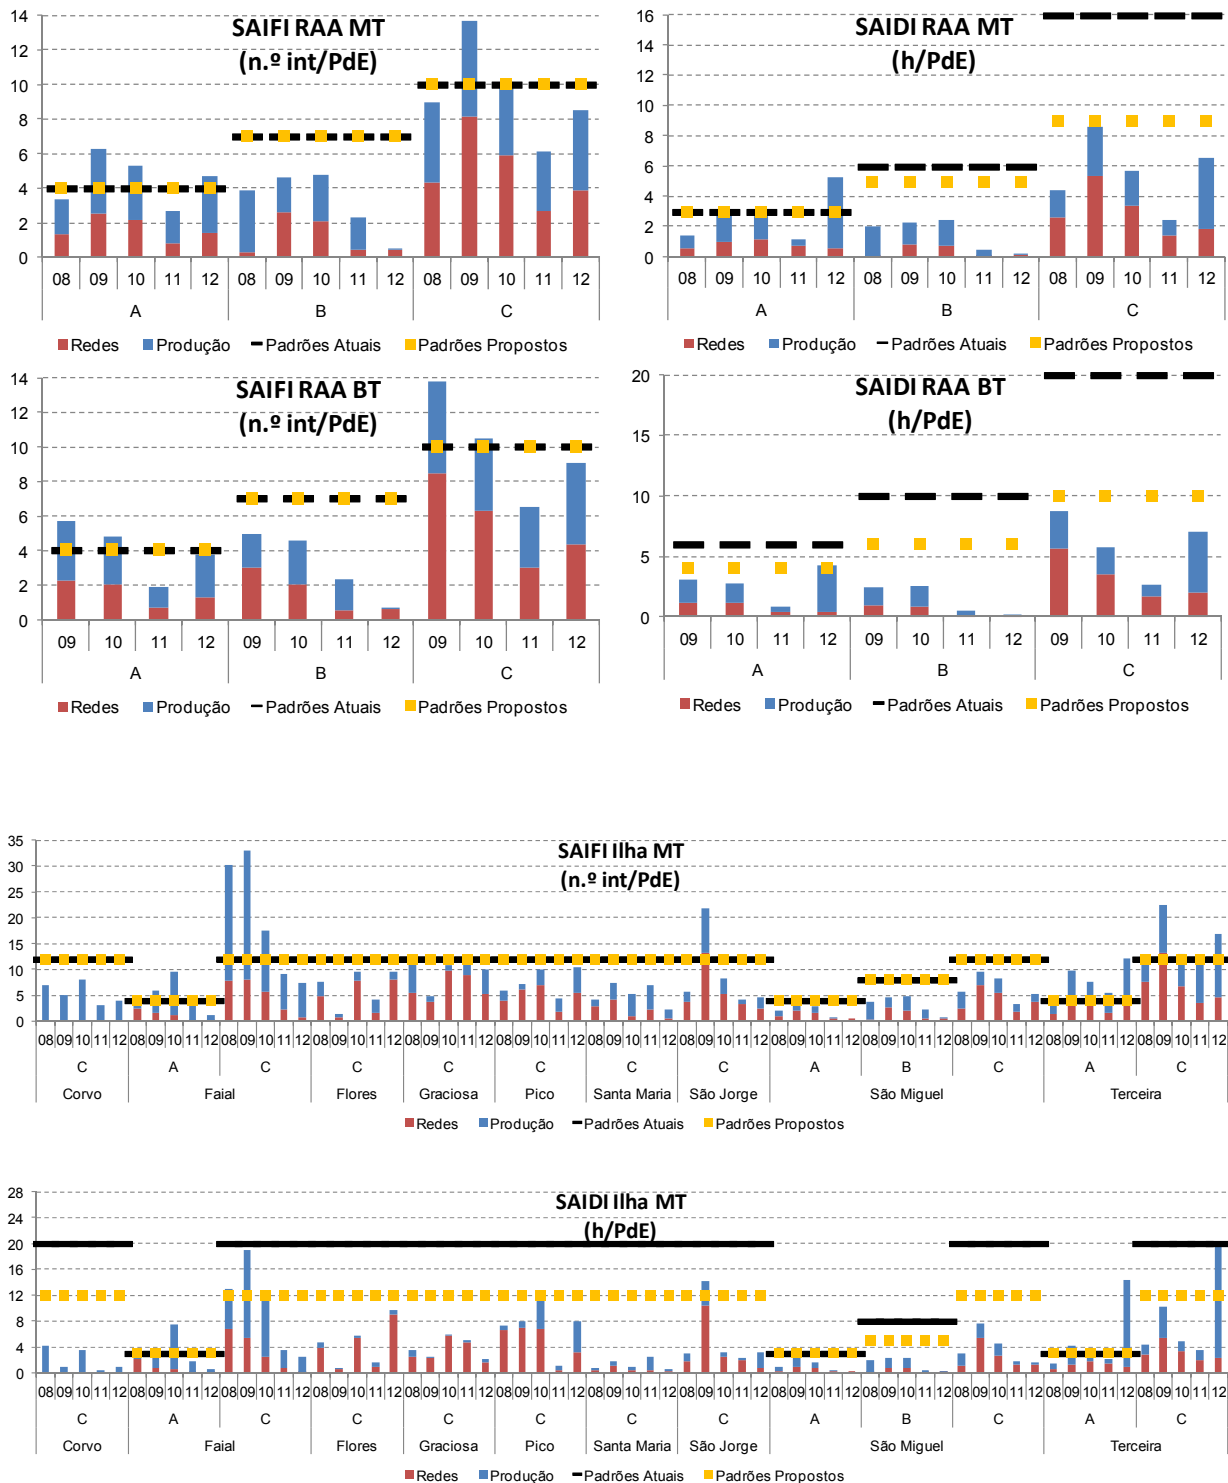 SAIFI RAA MT
(n.º int/PdE)
14
12
10
8
6
4
2
0
08 09 10 11 12 08 09 10 11 12 08 09 10 11 12
A B C
Redes Produção Padrões Atuais Padrões Propostos
SAIDI RAA MT
(h/PdE)
16
14
12
10
8
6
4
2
0
08 09 10 11 12 08 09 10 11 12 08 09 10 11 12
A B C
Redes Produção Padrões Atuais Padrões Propostos
SAIFI RAA BT
(n.º int/PdE)
14
12
10
8
6
4
2
0
09 10 11 12 09 10 11 12 09 10 11 12
A B C
Redes Produção Padrões Atuais Padrões Propostos
SAIDI RAA BT
(h/PdE)
20
15
10
5
0
09 10 11 12 09 10 11 12 09 10 11 12
A B C
Redes Produção Padrões Atuais Padrões Propostos
SAIFI Ilha MT
(n.º int/PdE)
35
30
25
20
15
10
5
0
08 09 10 11 12 08 09 10 11 12 08 09 10 11 12 08 09 10 11 12 08 09 10 11 12 08 09 10 11 12 08 09 10 11 12 08 09 10 11 12 08 09 10 11 12 08 09 10 11 12 08 09 10 11 12 08 09 10 11 12 08 09 10 11 12
C A C C C C C C A B C A C
Corvo Faial Flores Graciosa Pico Santa Maria São Jorge São Miguel Terceira
Redes Produção Padrões Atuais Padrões Propostos
SAIDI Ilha MT
(h/PdE)
28
24
20
16
12
8
4
0
08 09 10 11 12 08 09 10 11 12 08 09 10 11 12 08 09 10 11 12 08 09 10 11 12 08 09 10 11 12 08 09 10 11 12 08 09 10 11 12 08 09 10 11 12 08 09 10 11 12 08 09 10 11 12 08 09 10 11 12 08 09 10 11 12
C A C C C C C C A B C A C
Corvo Faial Flores Graciosa Pico Santa Maria São Jorge São Miguel Terceira
Redes Produção Padrões Atuais Padrões Propostos